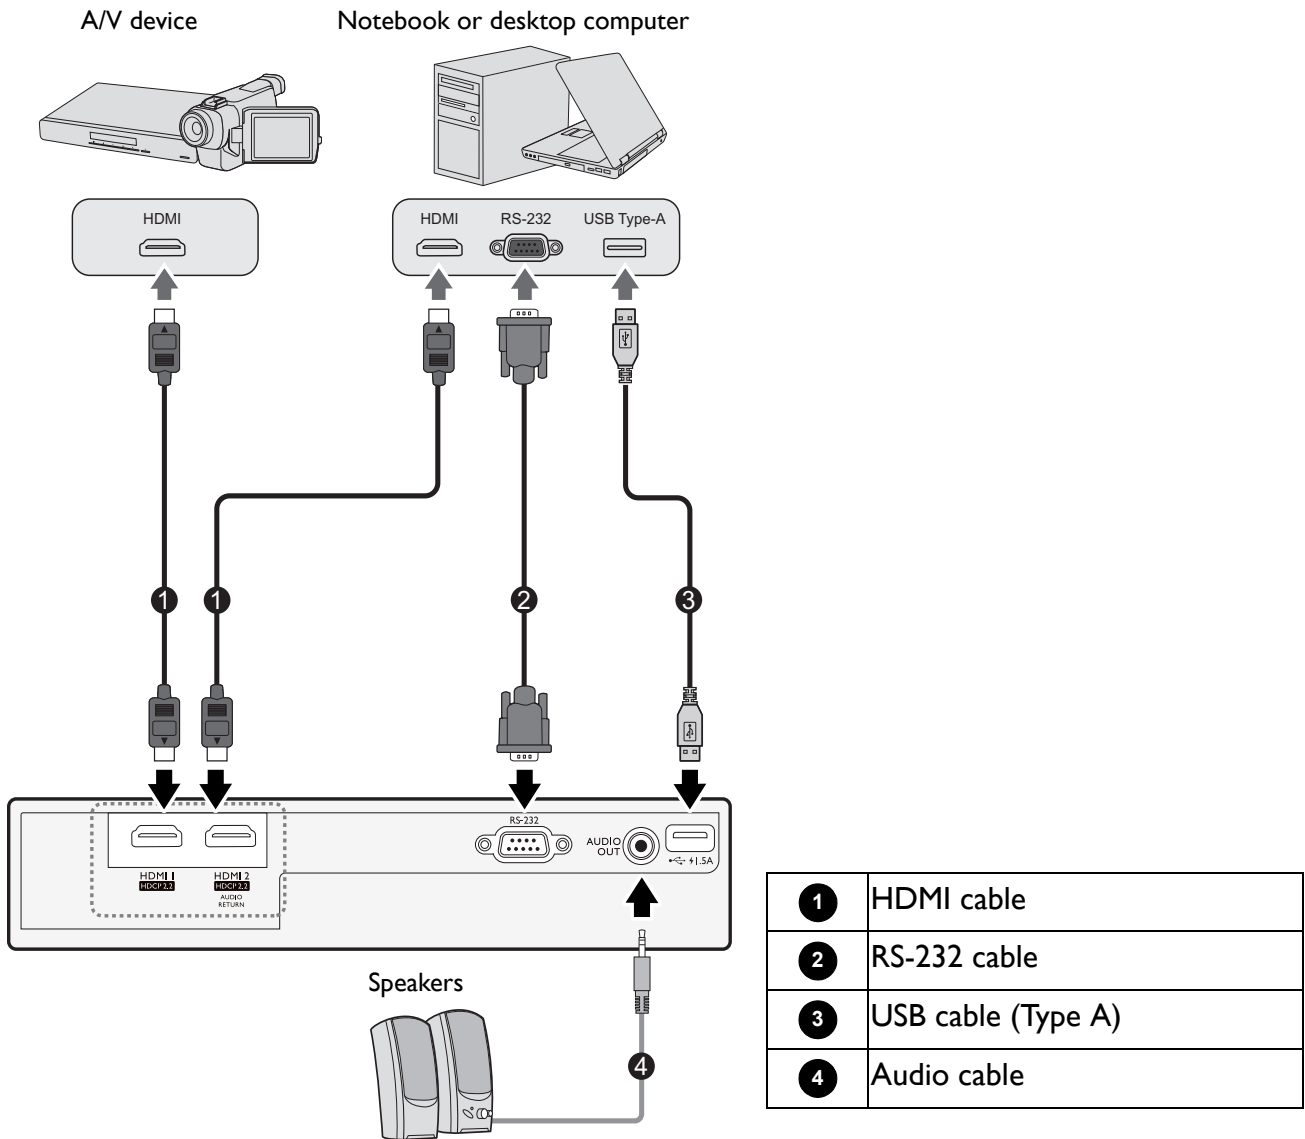 A/V device
Notebook or desktop computer
HDMI
HDMI
RS-232
USB Type-A
1
1
2
3
RS-232
AUDIO
OUT
1.5A
HDMI 1
HDCP 2.2
HDMI 2
HDCP 2.2
AUDIO
RETURN
Speakers
4
1 HDMI cable
2 RS-232 cable
3 USB cable (Type A)
4 Audio cable